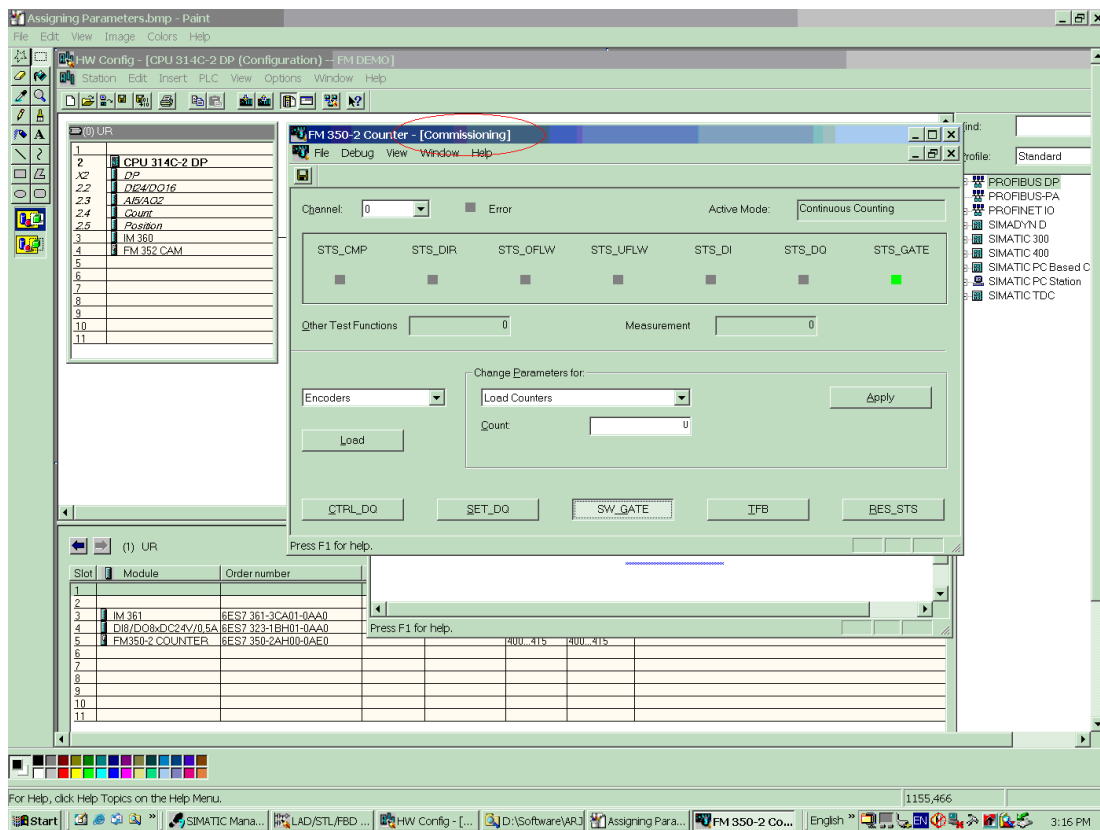 Assigning Parameters.bmp - Paint
File Edit View Image Colors Help
HW Config - [CPU 314C-2 DP (Configuration) -- FM DEMO]
Station Edit Insert PLC View Options Window Help
(0) UR
1
2 CPU 314C-2 DP
X2 DP
2.2 DI24/DO16
2.3 AI5/AO2
2.4 Count
2.5 Position
3 IM 360
4 FM 352 CAM
5
6
7
8
9
10
11
FM 350-2 Counter - [Commissioning]
File Debug View Window Help
Channel: 0 Error Active Mode: Continuous Counting
STS_CMP STS_DIR STS_OFLW STS_UFLW STS_DI STS_DQ STS_GATE
Other Test Functions 0 Measurement 0
Change Parameters for:
Encoders Load Counters Apply
Count: 0
Load
CTRL_DQ SET_DQ SW_GATE TFB RES_STS
Press F1 for help.
ind:
rofile: Standard
PROFIBUS DP
PROFIBUS-PA
PROFINET IO
SIMADYN D
SIMATIC 300
SIMATIC 400
SIMATIC PC Based C
SIMATIC PC Station
SIMATIC TDC
(1) UR
Slot Module Order number
1
2
3 IM 361 6ES7 361-3CA01-0AA0
4 DI8/DO8xDC24V/0,5A 6ES7 323-1BH01-0AA0
5 FM350-2 COUNTER 6ES7 350-2AH00-0AE0 400...415 400...415
6
7
8
9
10
11
Press F1 for help.
For Help, click Help Topics on the Help Menu. 1155,466
Start » SIMATIC Mana... LAD/STL/FBD ... HW Config - [... D:\Software\ARJ Assigning Para... FM 350-2 Co... English » EN 3:16 PM